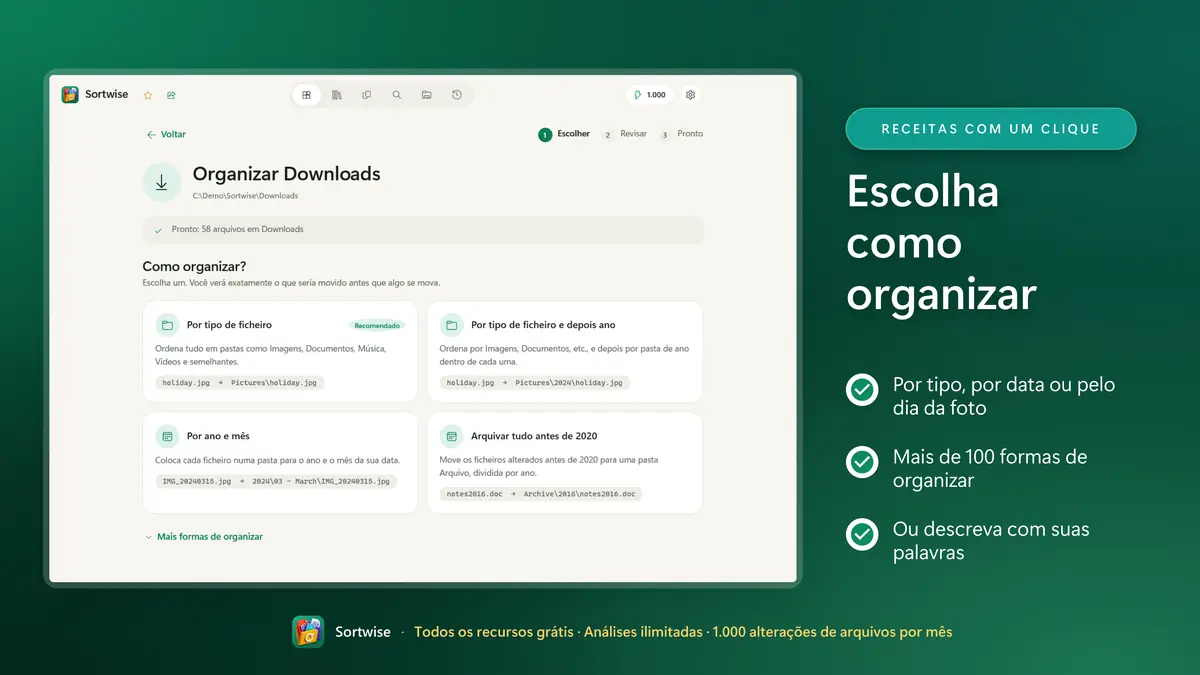 Sortwise
1.000
Voltar
1 Escolher 2 Revisar 3 Pronto
Organizar Downloads
C:\Demo\Sortwise\Downloads
Pronto: 58 arquivos em Downloads
Como organizar?
Escolha um. Você verá exatamente o que seria movido antes que algo se mova.
Por tipo de ficheiro
Recomendado
Ordena tudo em pastas como Imagens, Documentos, Música,
Vídeos e semelhantes.
holiday.jpg → Pictures\holiday.jpg
Por tipo de ficheiro e depois ano
Ordena por Imagens, Documentos, etc., e depois por pasta de ano
dentro de cada uma.
holiday.jpg → Pictures\2024\holiday.jpg
Por ano e mês
Coloca cada ficheiro numa pasta para o ano e o mês da sua data.
IMG_20240315.jpg → 2024\03 - March\IMG_20240315.jpg
Arquivar tudo antes de 2020
Move os ficheiros alterados antes de 2020 para uma pasta
Arquivo, dividida por ano.
notes2016.doc → Archive\2016\notes2016.doc
Mais formas de organizar
RECEITAS COM UM CLIQUE
Escolha
como
organizar
Por tipo, por data ou pelo
dia da foto
Mais de 100 formas de
organizar
Ou descreva com suas
palavras
Sortwise · Todos os recursos grátis · Análises ilimitadas · 1.000 alterações de arquivos por mês